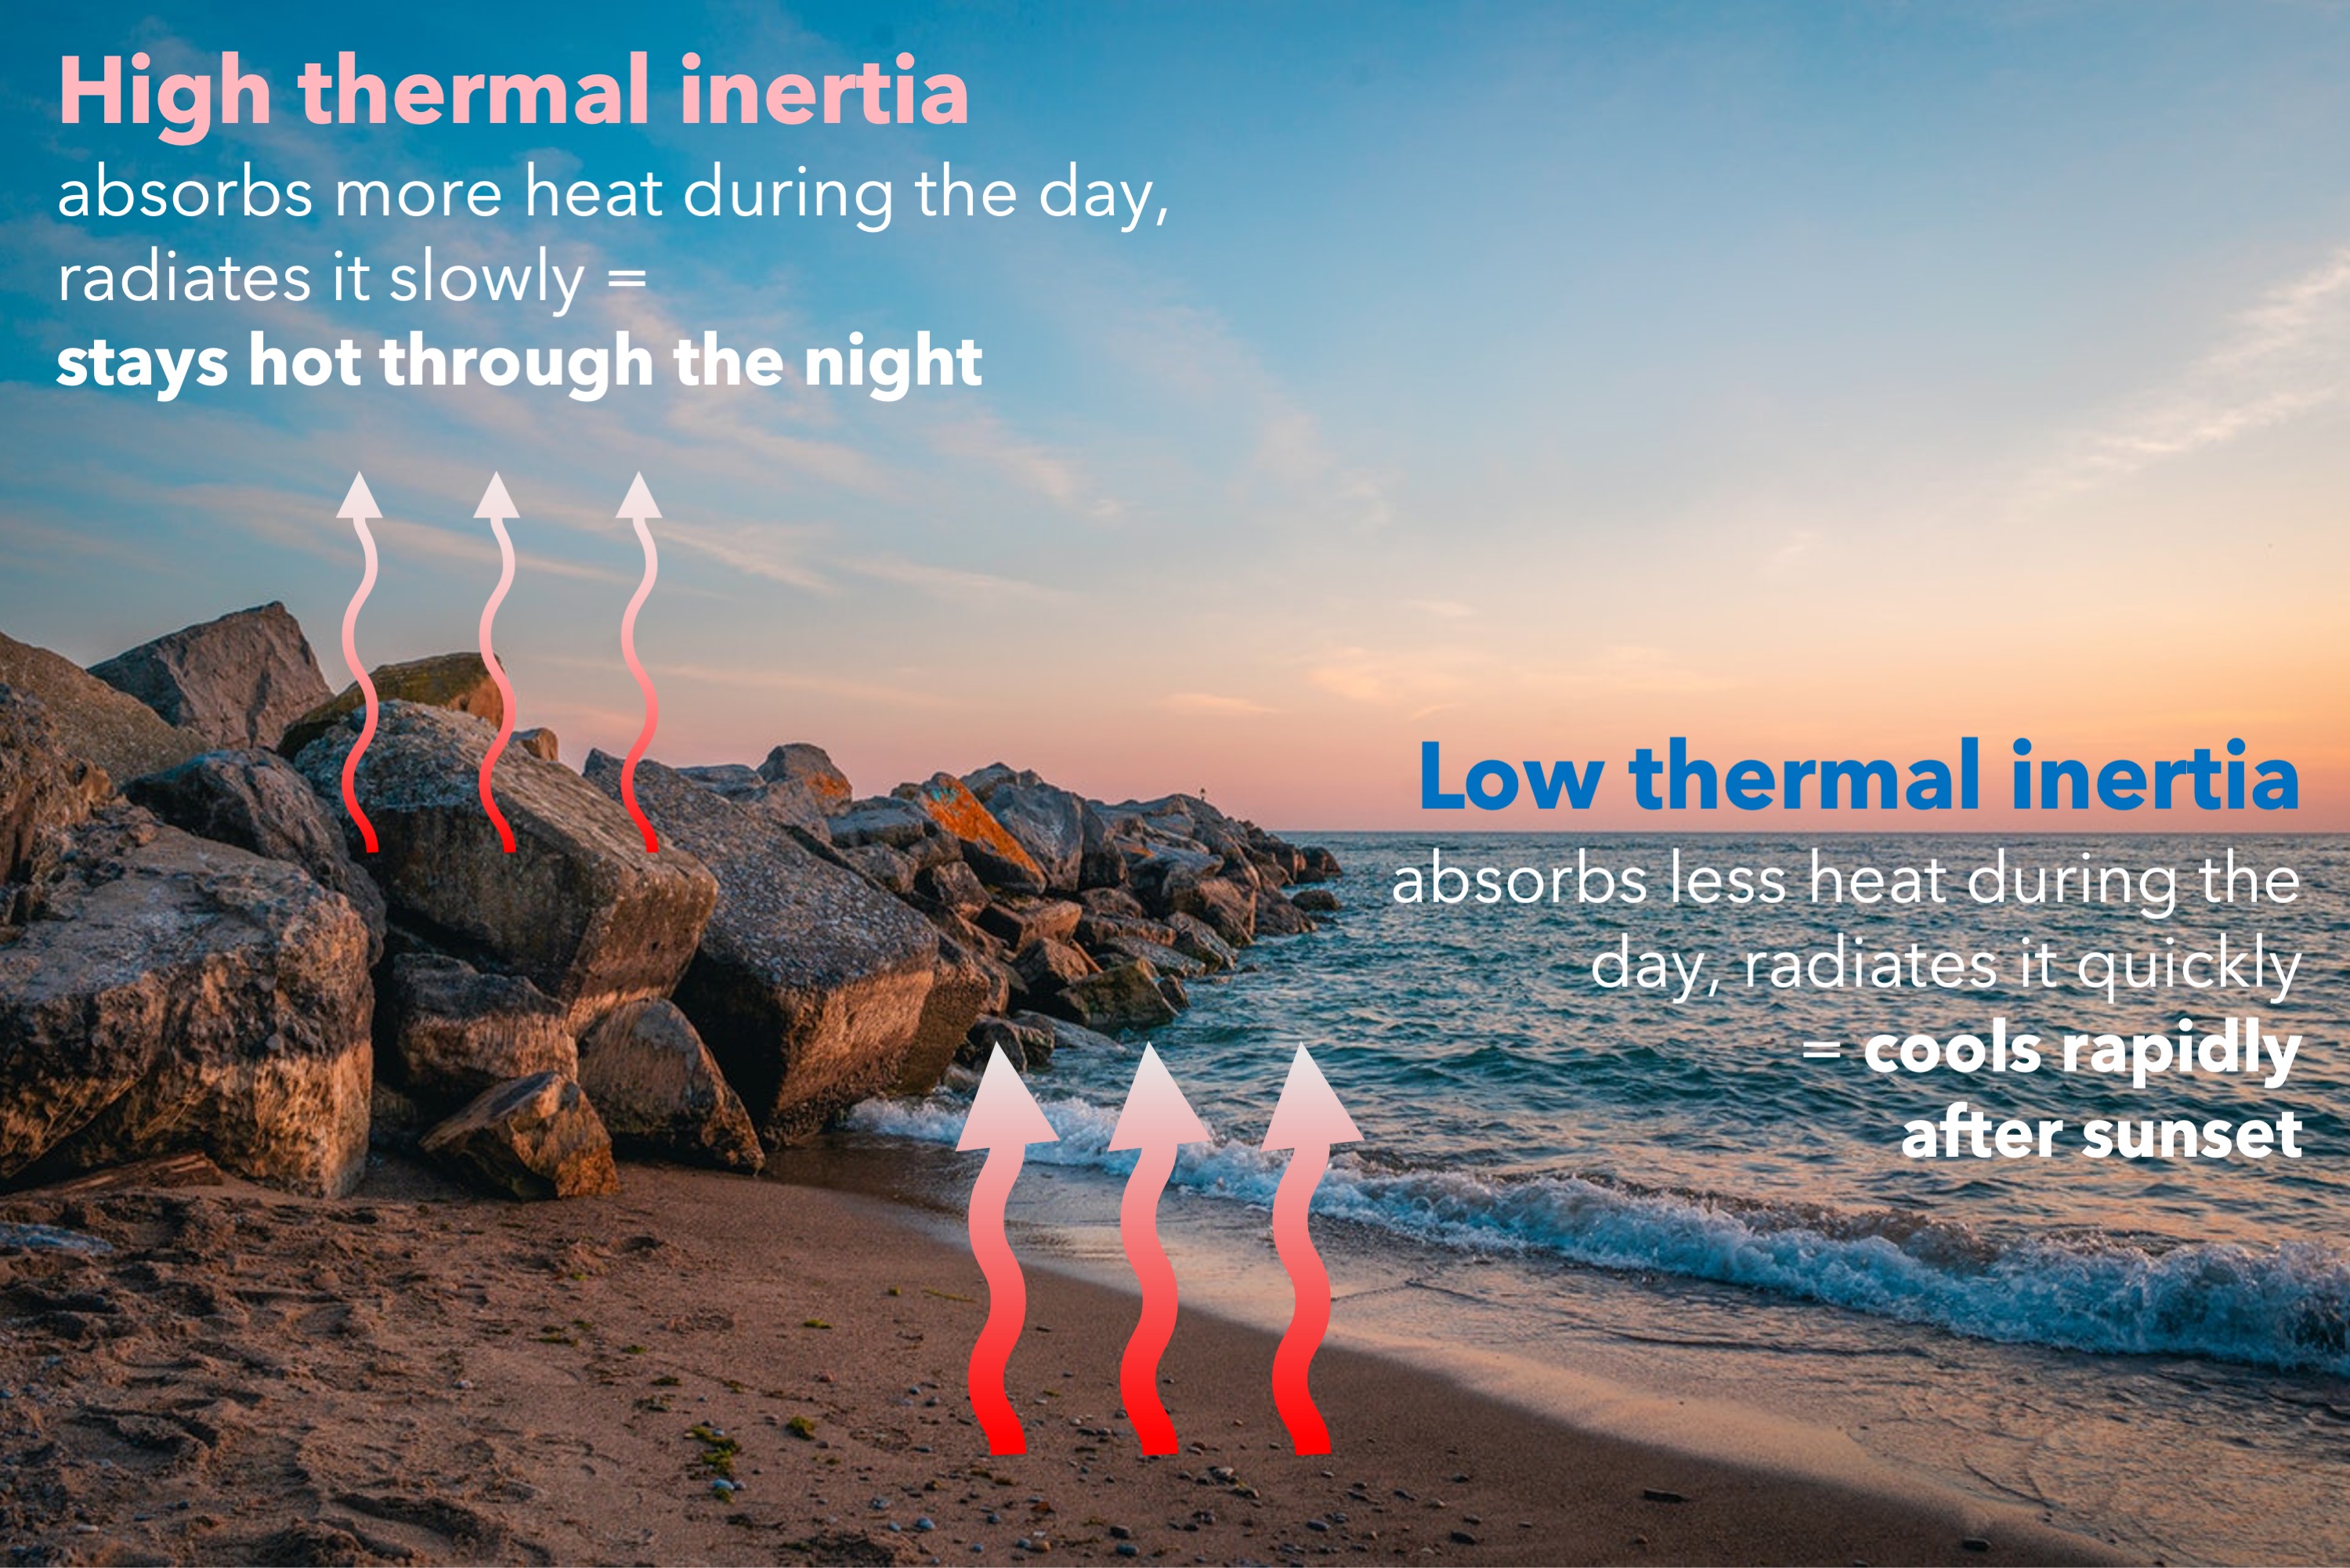 High thermal inertia
absorbs more heat during the day,
radiates it slowly =
stays hot through the night
Low thermal inertia
absorbs less heat during the
day, radiates it quickly
= cools rapidly
after sunset